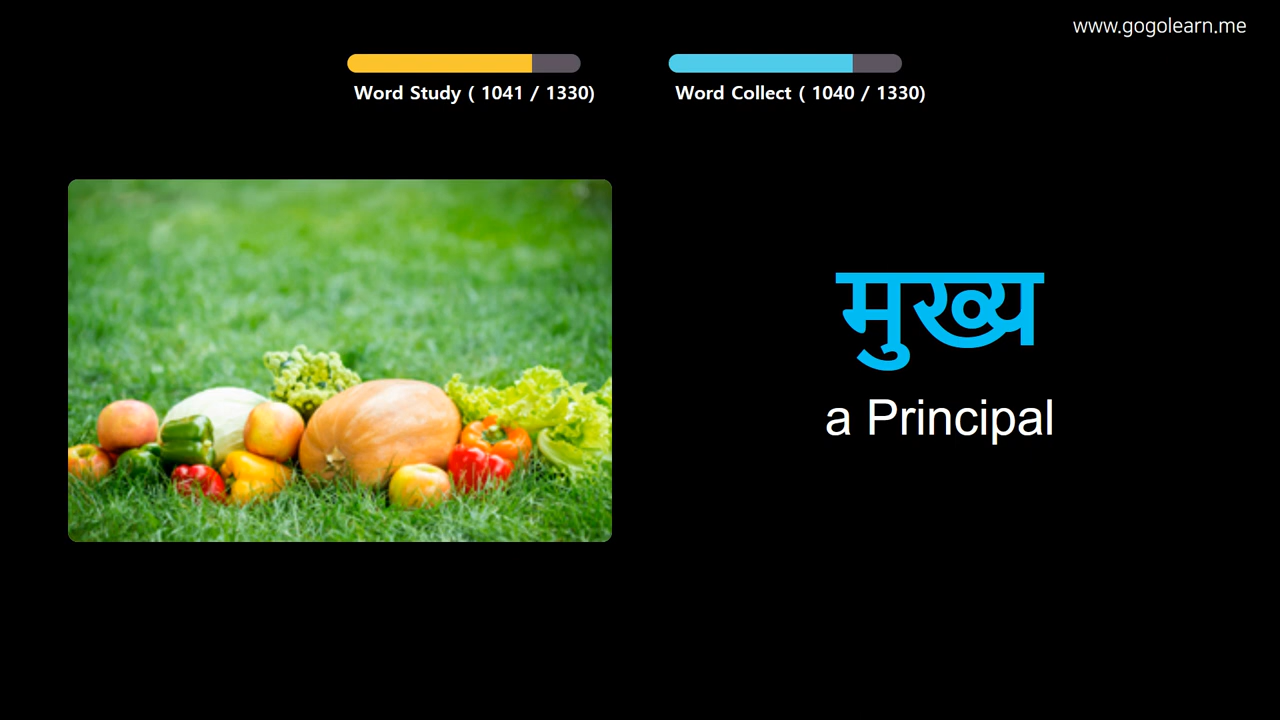 www.gogolearn.me
Word Study ( 1041 / 1330)
Word Collect ( 1040 / 1330)
मुख्य
a Principal